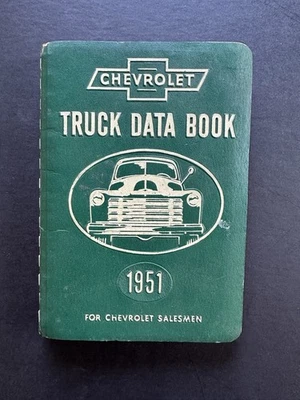 CHEVROLET
TRUCK DATA BOOK
1951
FOR CHEVROLET SALESMEN